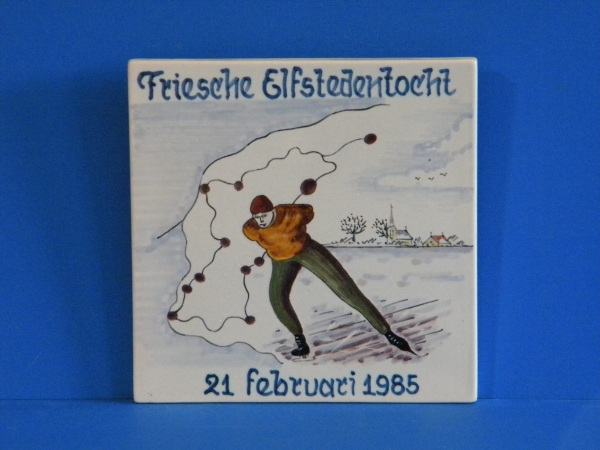 Friesche Elfstedentocht
21 februari 1985